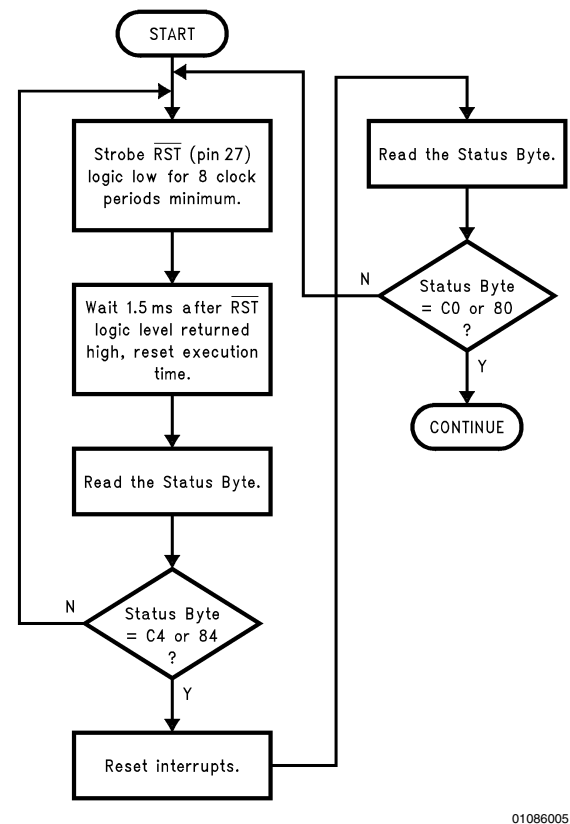 START
Strobe R̅S̅T̅ (pin 27)
logic low for 8 clock
periods minimum.
Wait 1.5 ms after R̅S̅T̅
logic level returned
high, reset execution
time.
Read the Status Byte.
N
Status Byte
= C4 or 84
?
Y
Reset interrupts.
Read the Status Byte.
N
Status Byte
= C0 or 80
?
Y
CONTINUE
01086005